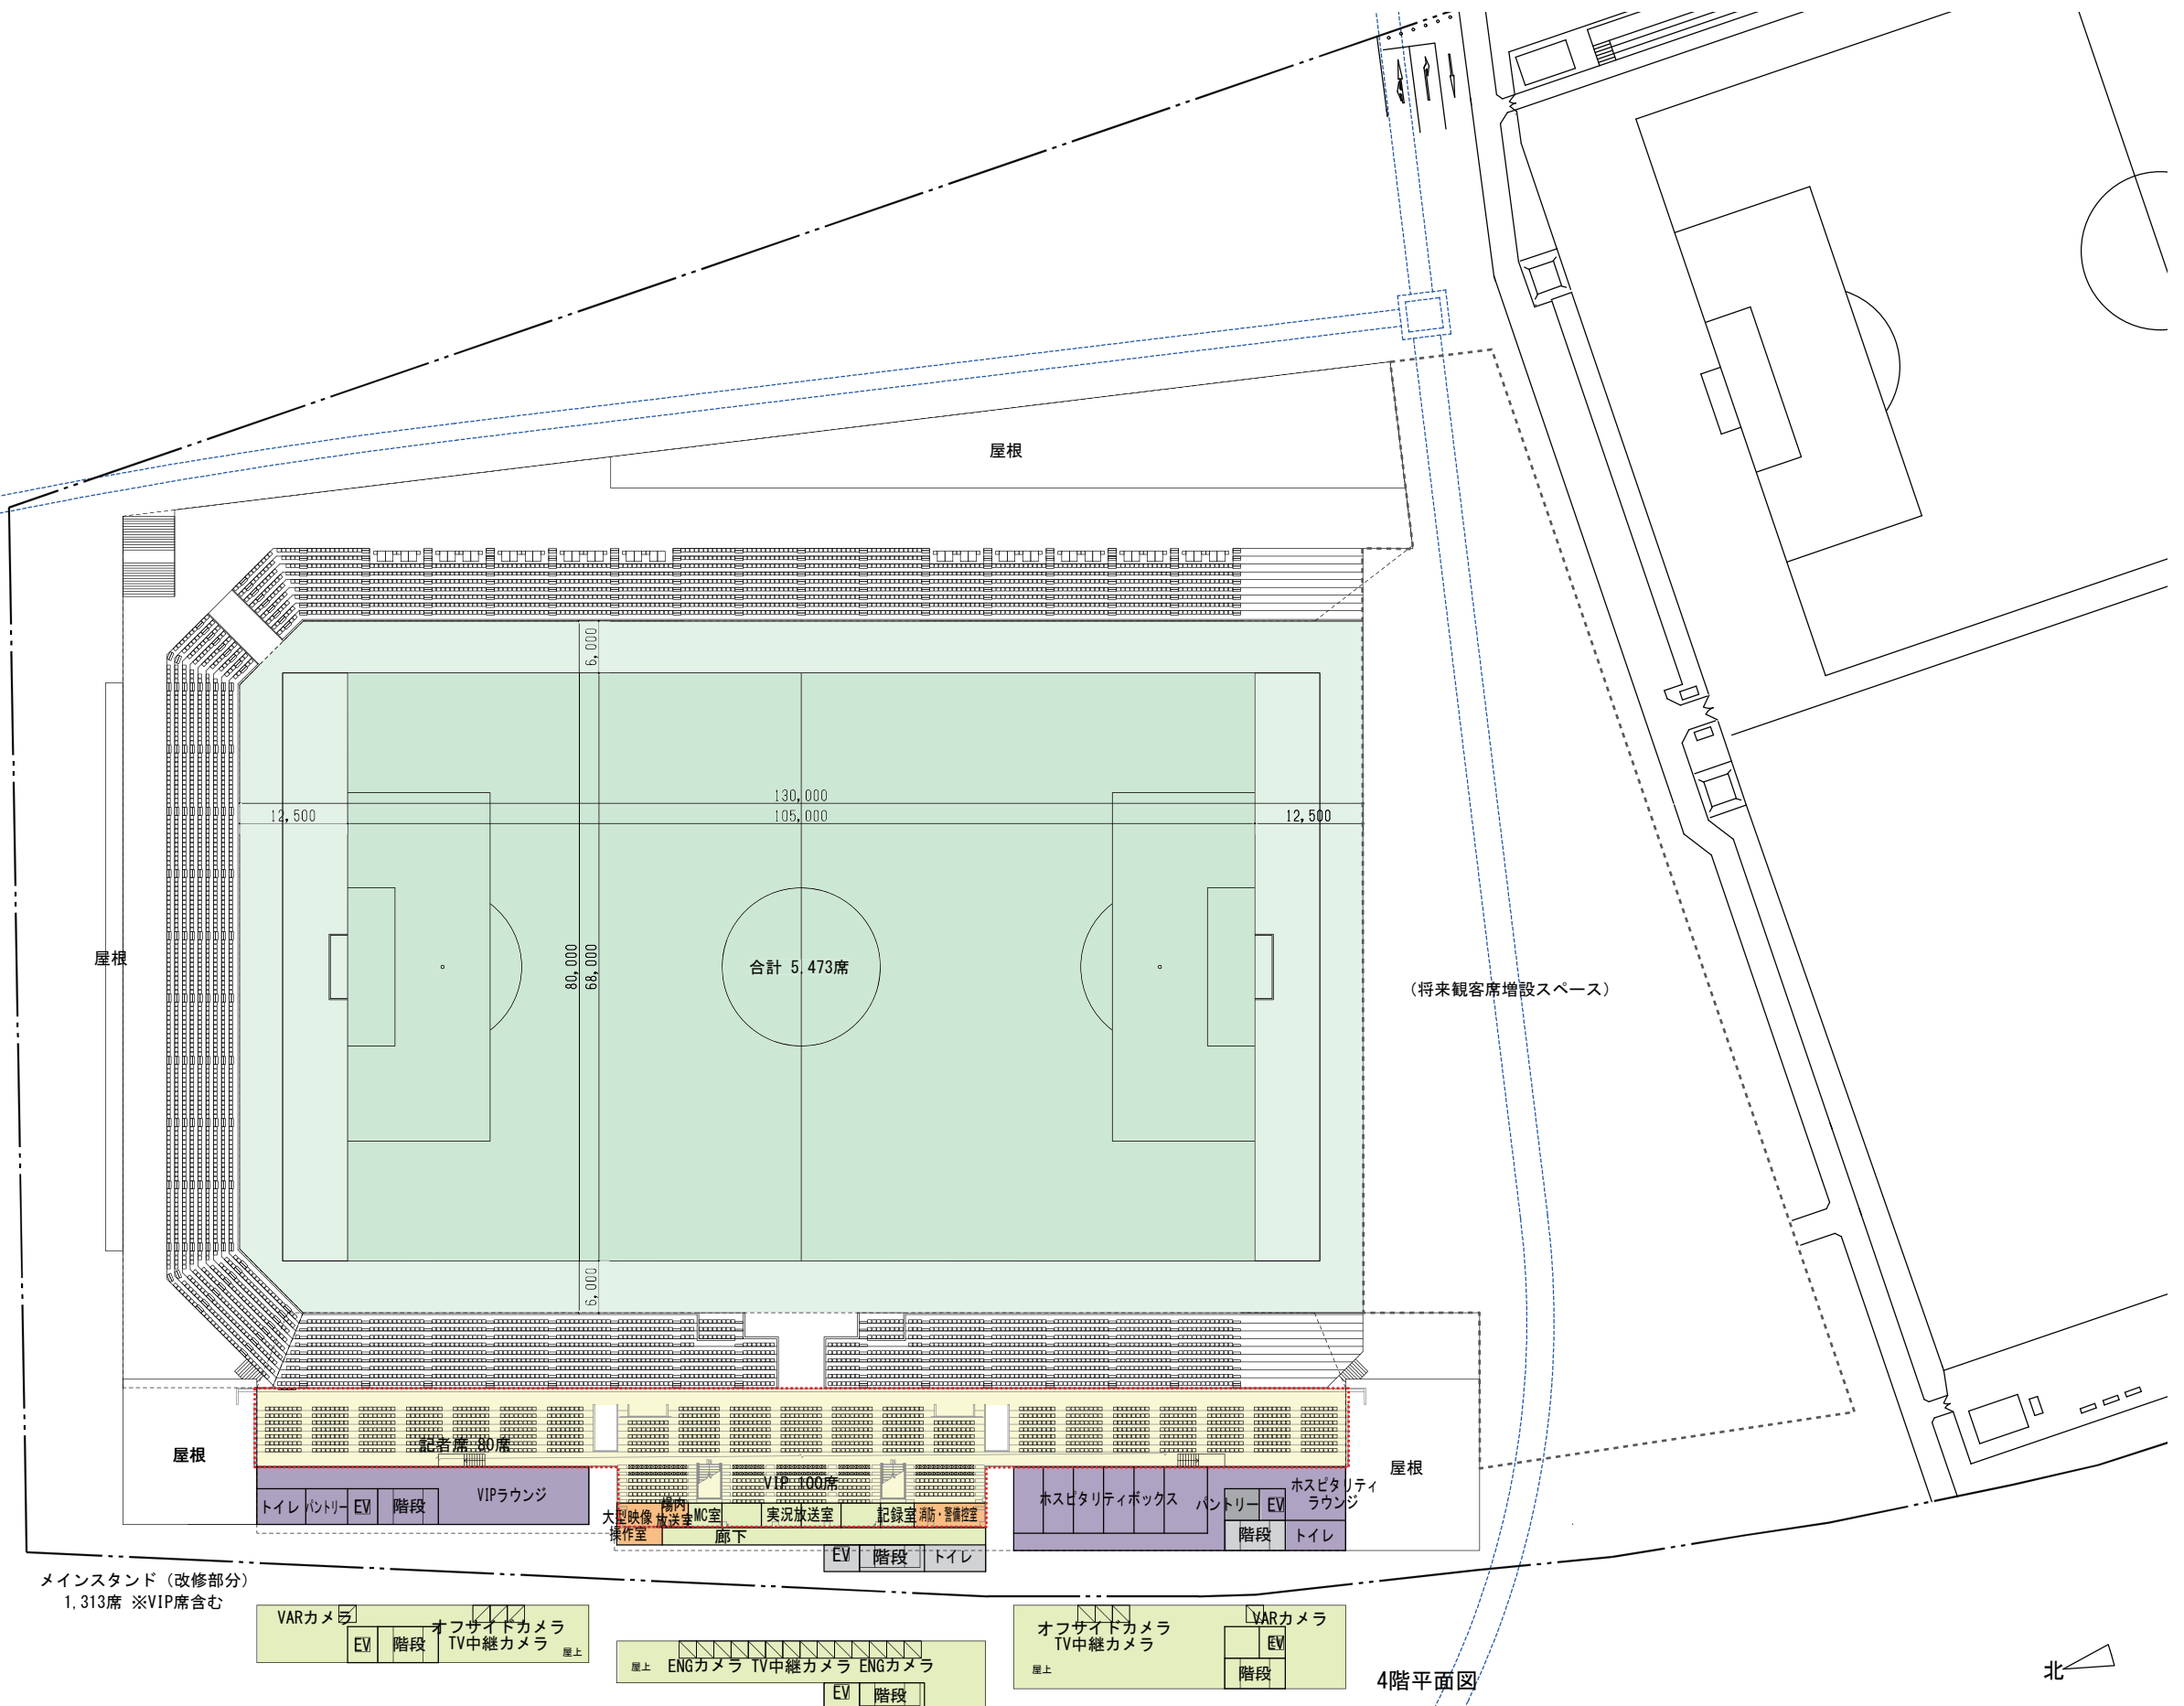 屋根
6,000
130,000
12,500
105,000
12,500
屋根
80,000
68,000
合計 5.473席
（将来観客席増設スペース）
6,000
記者席 80席
屋根
VIP 100席
屋根
VIPラウンジ
トイレ
パントリー
EV
階段
大型映像
操作室
場内
放送室
MC室
実況放送室
記録室
消防・警備控室
廊下
EV
階段
トイレ
ホスピタリティボックス
パントリー
EV
ホスピタリティ
ラウンジ
階段
トイレ
メインスタンド（改修部分）
1,313席 ※VIP席含む
VARカメラ
EV
階段
オフサイドカメラ
TV中継カメラ
屋上
屋上
ENGカメラ
TV中継カメラ
ENGカメラ
EV
階段
オフサイドカメラ
TV中継カメラ
屋上
VARカメラ
EV
階段
4階平面図
北